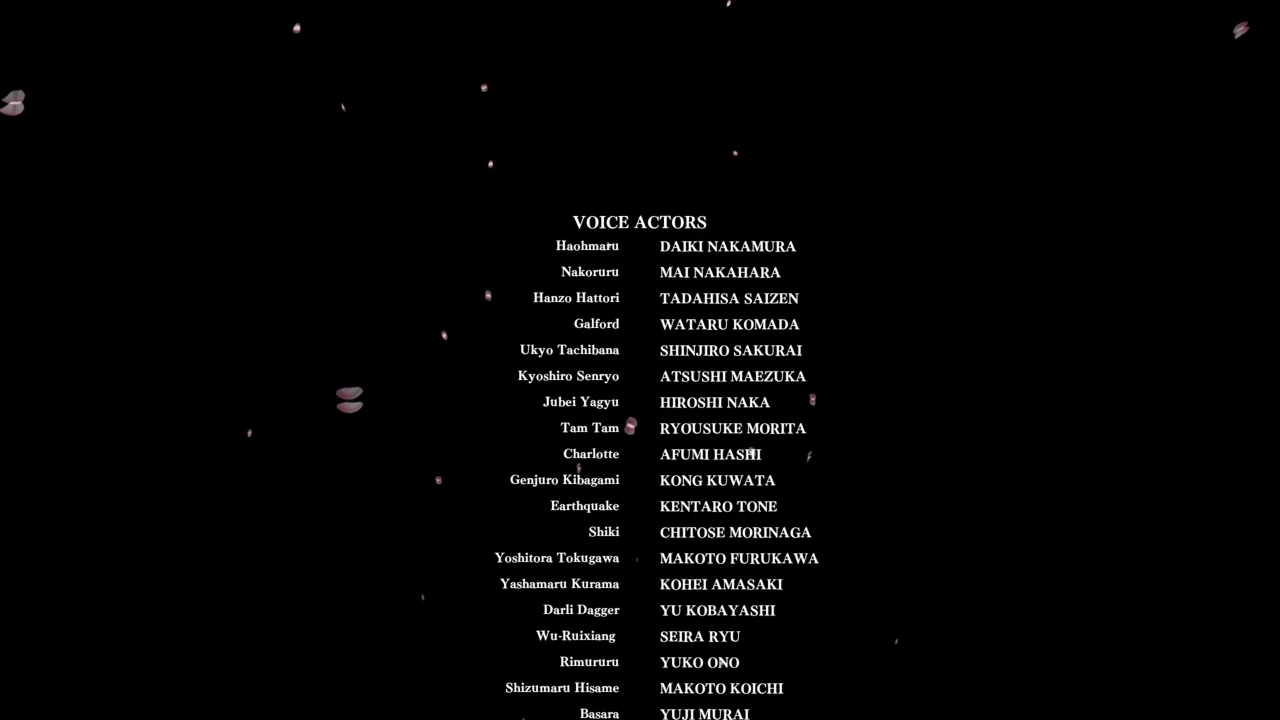 VOICE ACTORS
Haohmaru DAIKI NAKAMURA
Nakoruru MAI NAKAHARA
Hanzo Hattori TADAHISA SAIZEN
Galford WATARU KOMADA
Ukyo Tachibana SHINJIRO SAKURAI
Kyoshiro Senryo ATSUSHI MAEZUKA
Jubei Yagyu HIROSHI NAKA
Tam Tam RYOUSUKE MORITA
Charlotte AFUMI HASHI
Genjuro Kibagami KONG KUWATA
Earthquake KENTARO TONE
Shiki CHITOSE MORINAGA
Yoshitora Tokugawa MAKOTO FURUKAWA
Yashamaru Kurama KOHEI AMASAKI
Darli Dagger YU KOBAYASHI
Wu-Ruixiang SEIRA RYU
Rimururu YUKO ONO
Shizumaru Hisame MAKOTO KOICHI
Basara YUJI MURAI